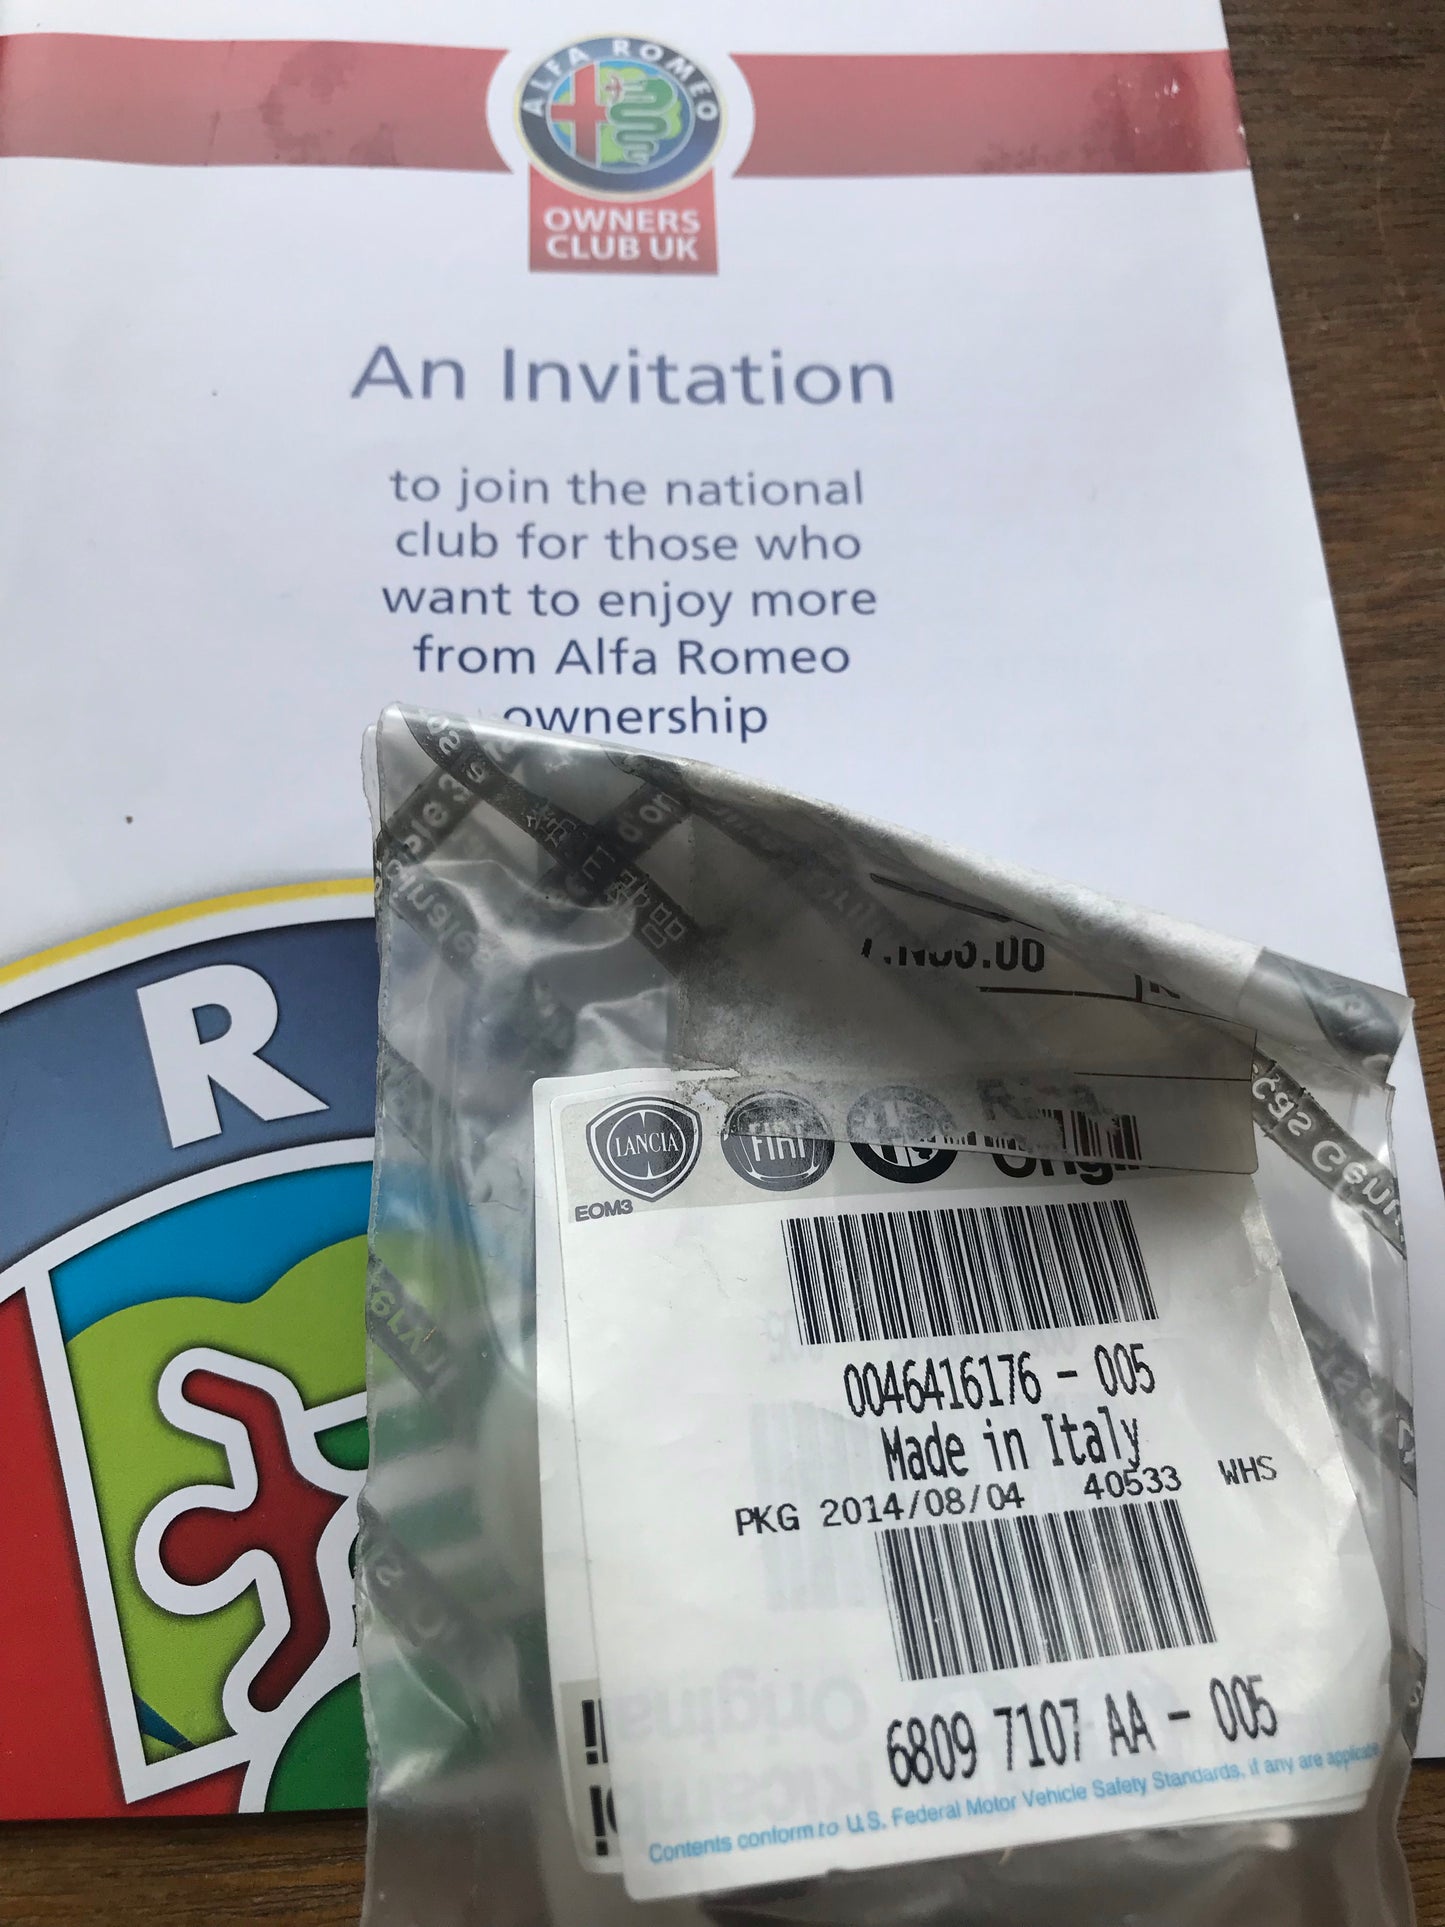 ALFA ROMEO
OWNERS
CLUB UK
An Invitation
to join the national
club for those who
want to enjoy more
from Alfa Romeo
ownership
R
LANCIA
FIAT
EOM3
0046416176 - 005
Made in Italy
PKG 2014/08/04 40533 WHS
6809 7107 AA - 005
Contents conform to U.S. Federal Motor Vehicle Safety Standards, if any are applicable